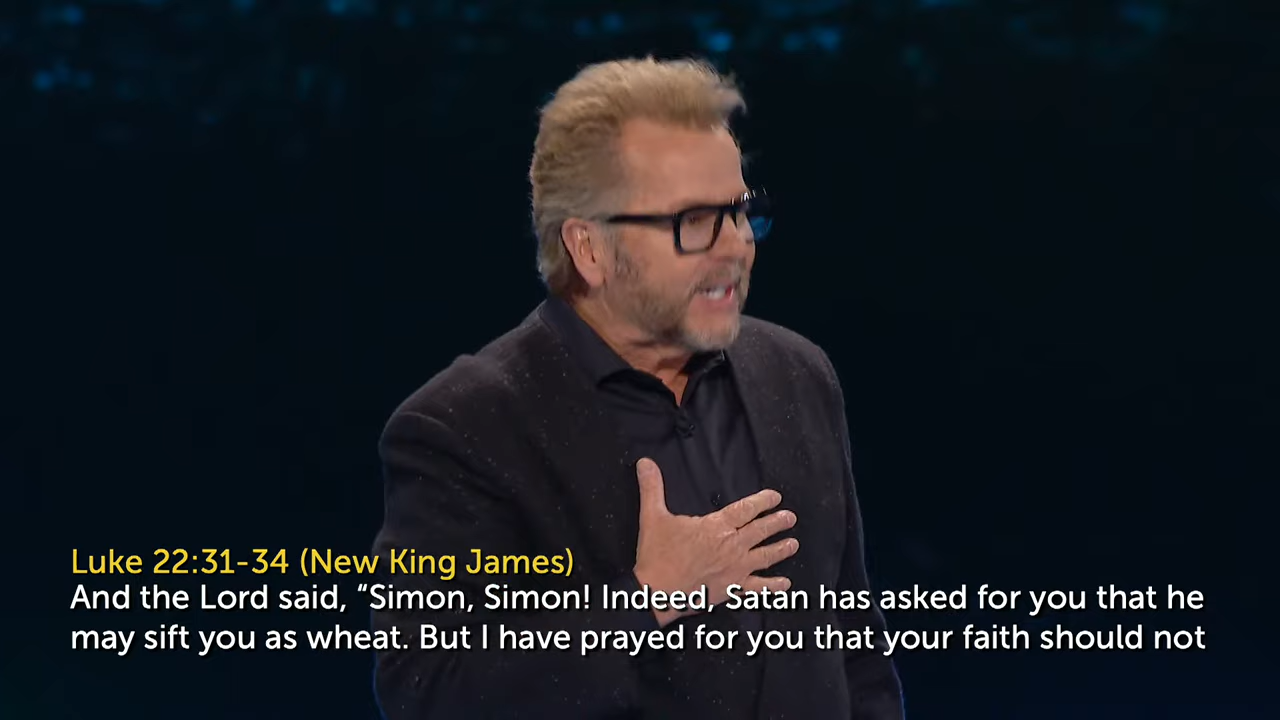 Luke 22:31-34 (New King James)
And the Lord said, “Simon, Simon! Indeed, Satan has asked for you that he
may sift you as wheat. But I have prayed for you that your faith should not